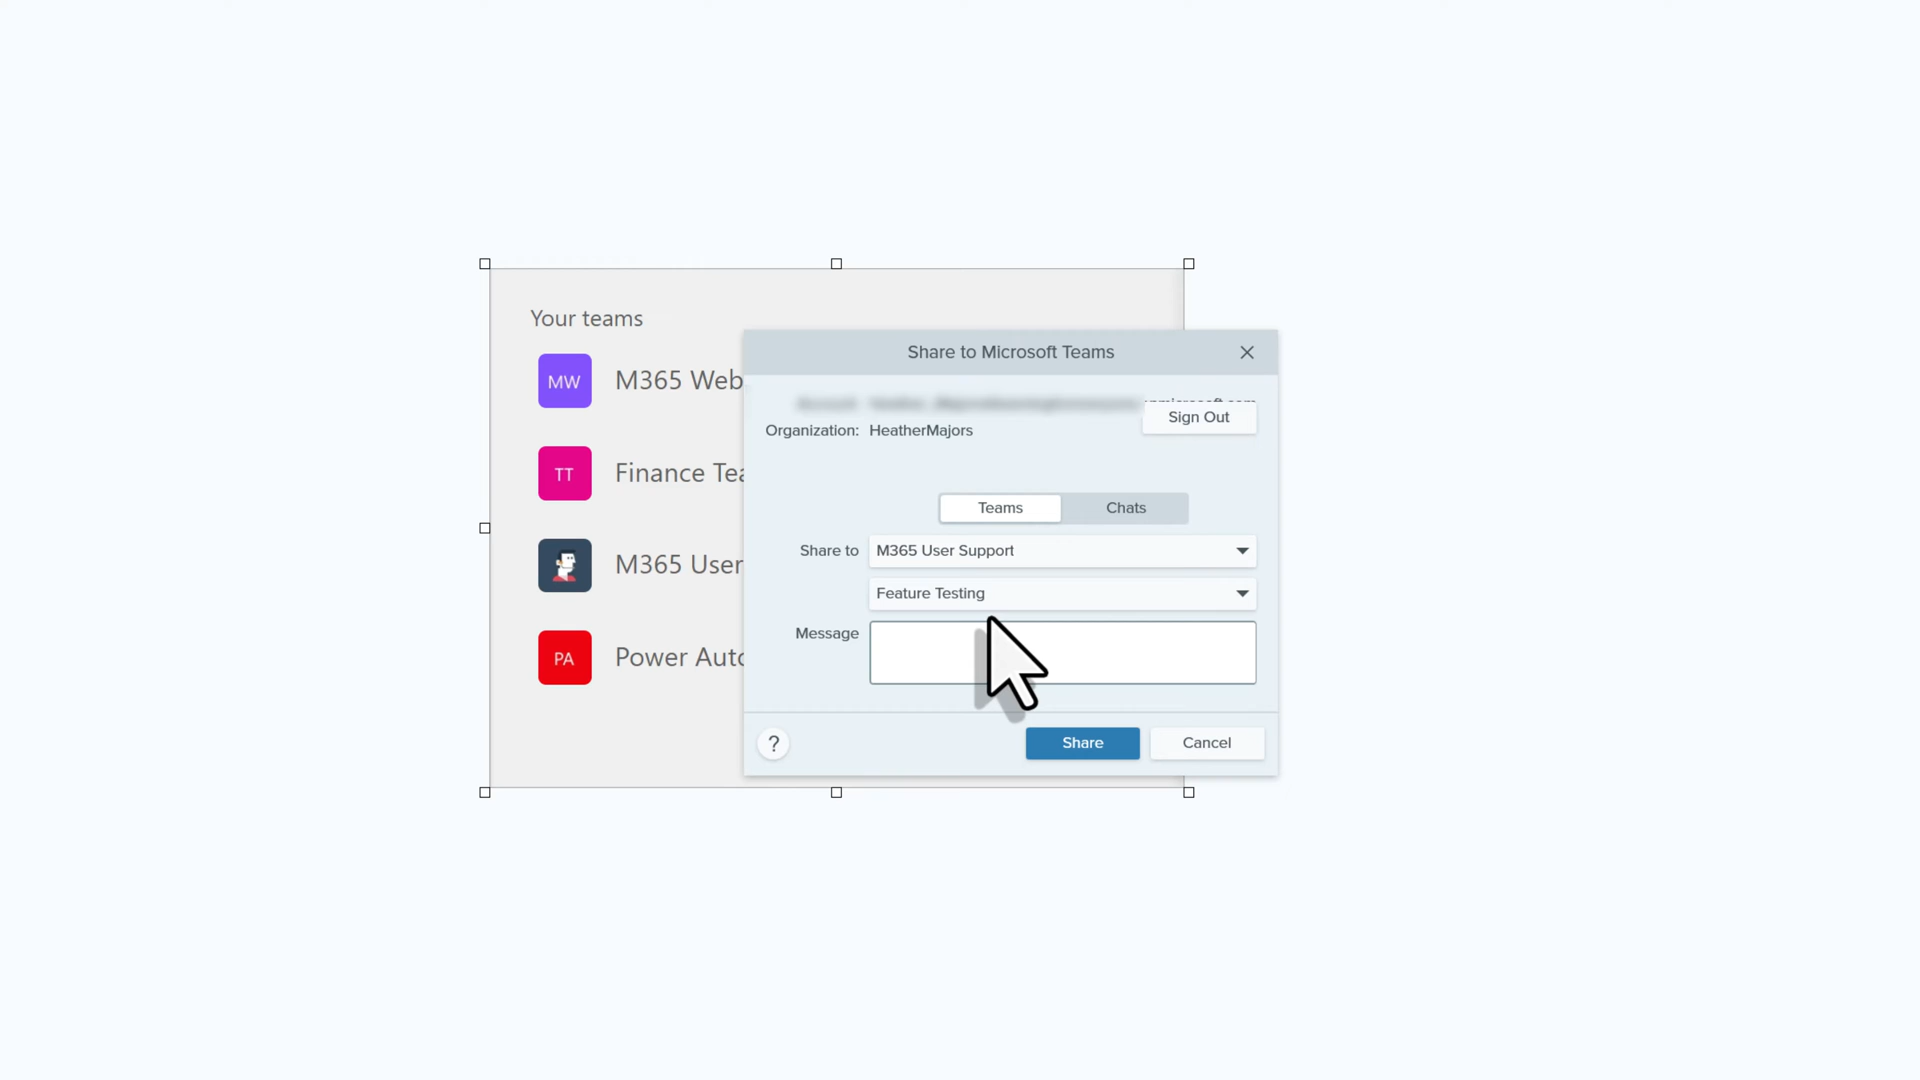 Your teams
MW M365 Web
TT Finance Tea
M365 User
PA Power Auto
Share to Microsoft Teams
Organization: HeatherMajors
Sign Out
Teams Chats
Share to M365 User Support
Feature Testing
Message
? Share Cancel